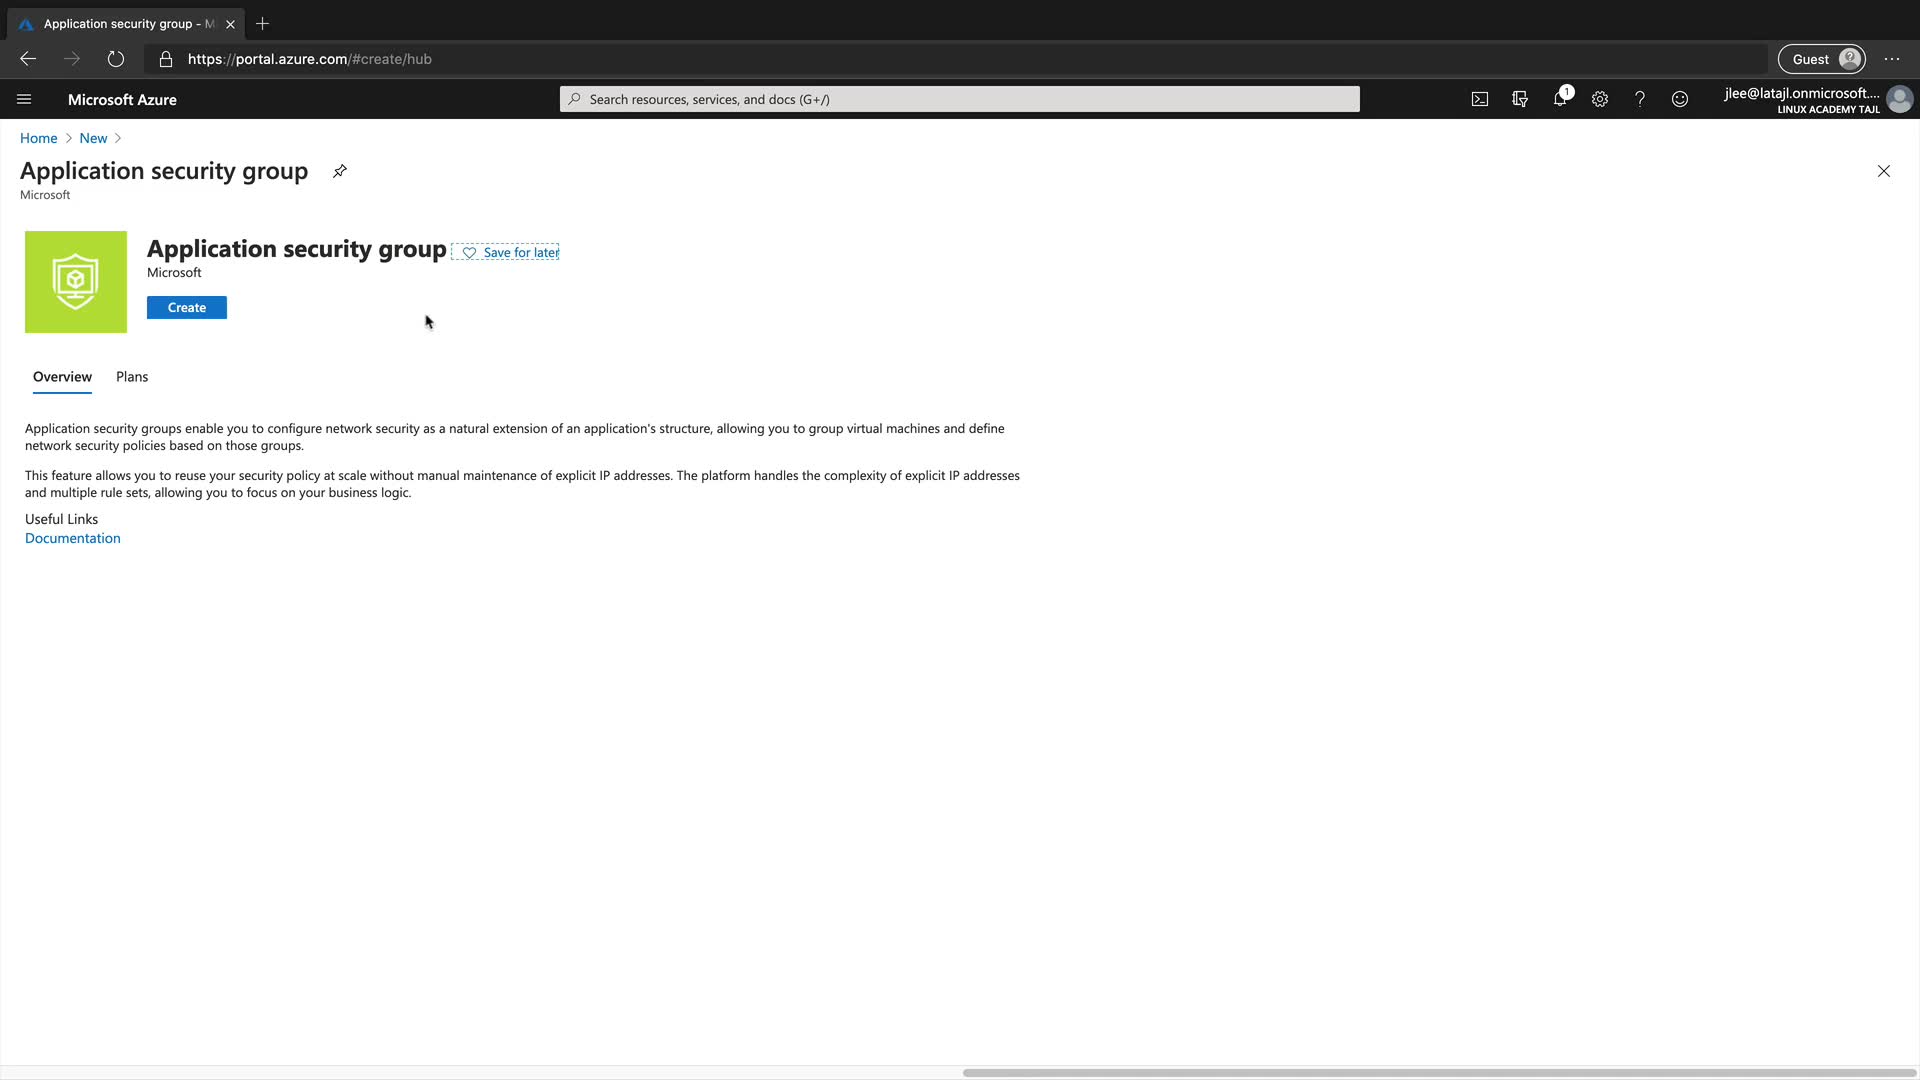 Application security group - M
https://portal.azure.com/#create/hub
Guest
Microsoft Azure
Search resources, services, and docs (G+/)
1
jlee@latajl.onmicrosoft....
LINUX ACADEMY TAJL
Home > New >
Application security group
Microsoft
Application security group
Save for later
Microsoft
Create
Overview Plans
Application security groups enable you to configure network security as a natural extension of an application's structure, allowing you to group virtual machines and define
network security policies based on those groups.
This feature allows you to reuse your security policy at scale without manual maintenance of explicit IP addresses. The platform handles the complexity of explicit IP addresses
and multiple rule sets, allowing you to focus on your business logic.
Useful Links
Documentation